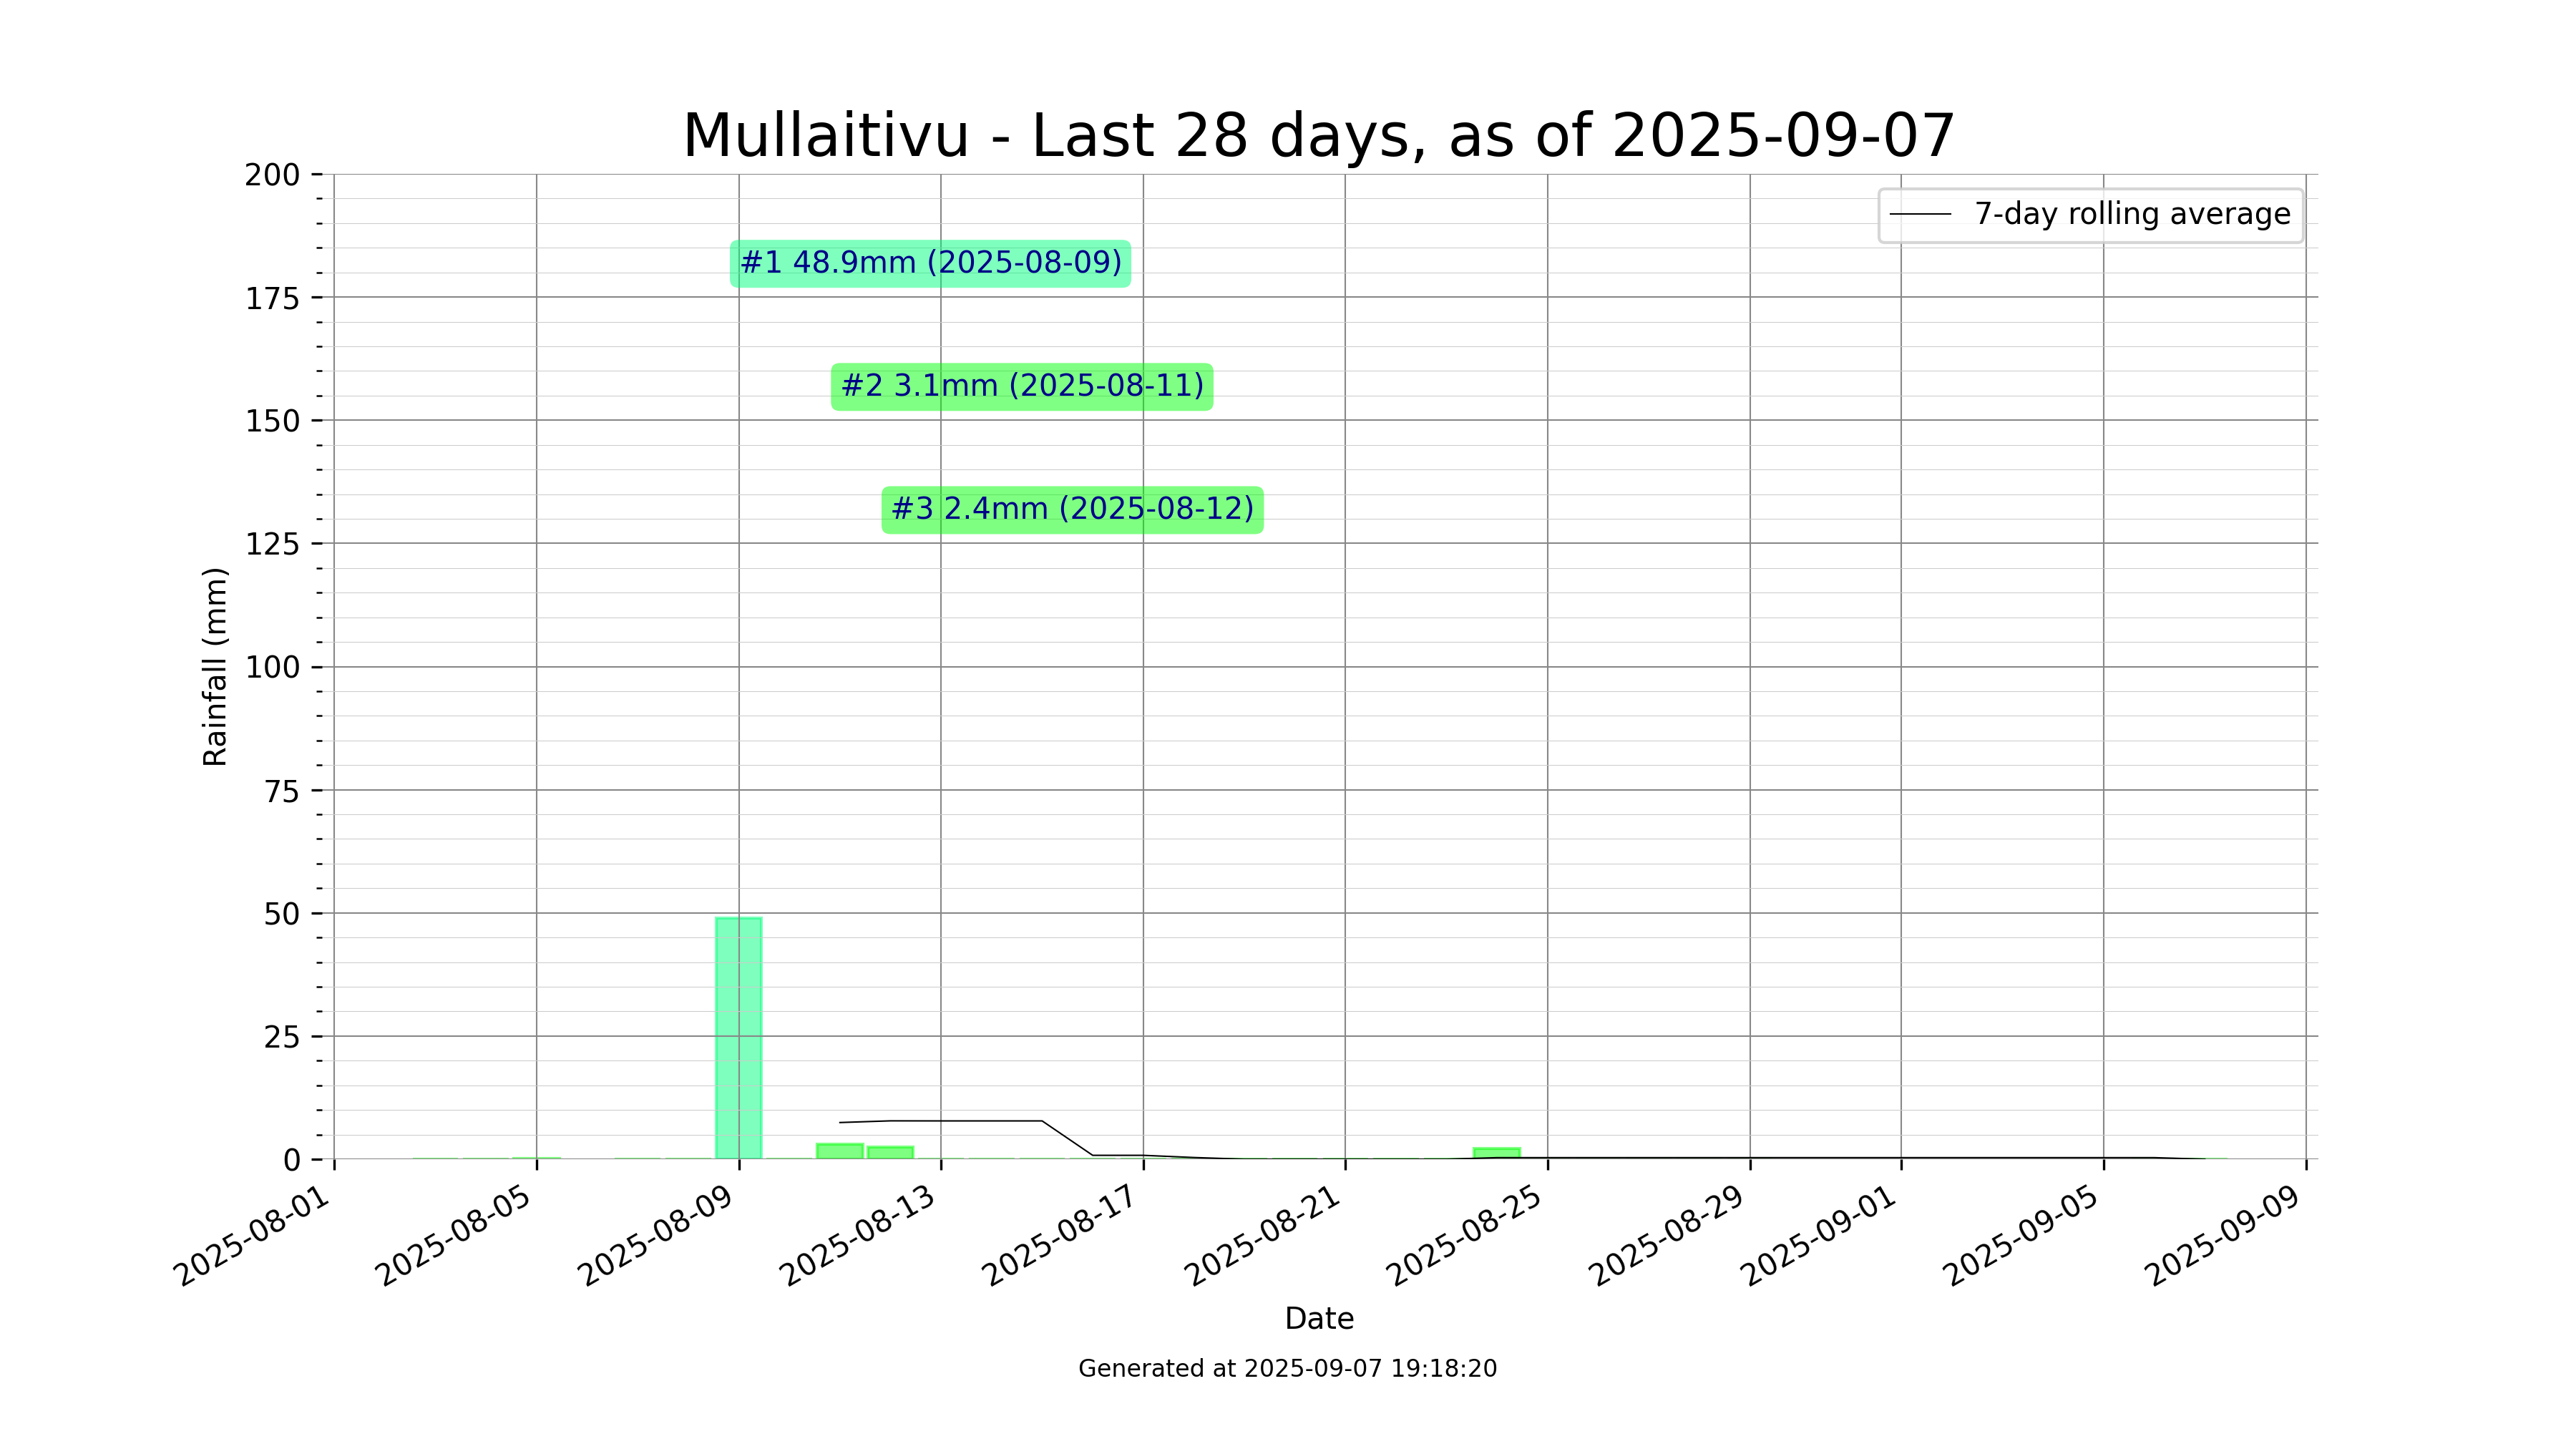 Mullaitivu - Last 28 days, as of 2025-09-07
200
175
150
125
100
75
50
25
0
Rainfall (mm)
7-day rolling average
#1 48.9mm (2025-08-09)
#2 3.1mm (2025-08-11)
#3 2.4mm (2025-08-12)
2025-08-01
2025-08-05
2025-08-09
2025-08-13
2025-08-17
2025-08-21
2025-08-25
2025-08-29
2025-09-01
2025-09-05
2025-09-09
Date
Generated at 2025-09-07 19:18:20